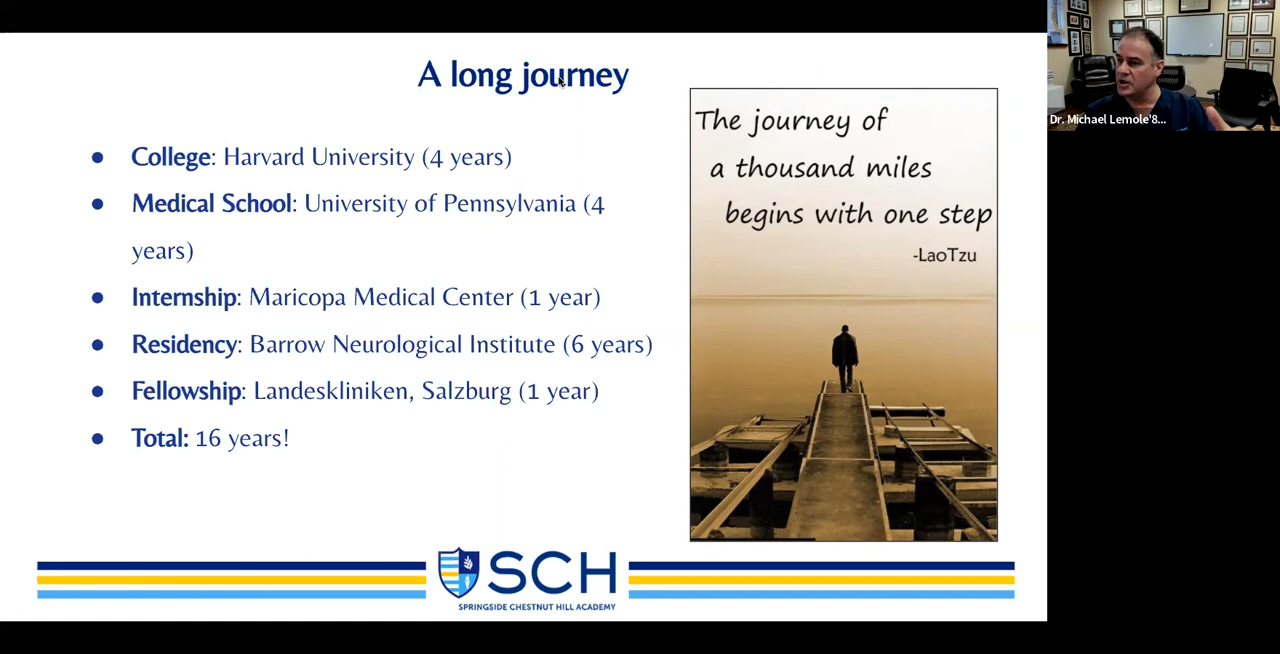 A long journey
● College: Harvard University (4 years)
● Medical School: University of Pennsylvania (4
years)
● Internship: Maricopa Medical Center (1 year)
● Residency: Barrow Neurological Institute (6 years)
● Fellowship: Landeskliniken, Salzburg (1 year)
● Total: 16 years!
The journey of
a thousand miles
begins with one step
-LaoTzu
SCH
SPRINGSIDE CHESTNUT HILL ACADEMY
Dr. Michael Lemole'8...